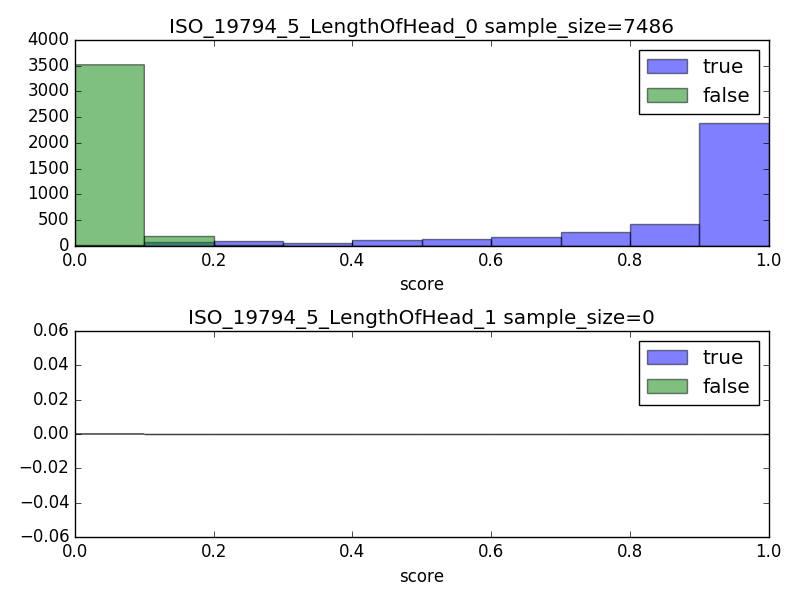 ISO_19794_5_LengthOfHead_0 sample_size=7486
4000
3500
3000
2500
2000
1500
1000
500
0
true
false
0.0 0.2 0.4 0.6 0.8 1.0
score
ISO_19794_5_LengthOfHead_1 sample_size=0
0.06
0.04
0.02
0.00
−0.02
−0.04
−0.06
true
false
0.0 0.2 0.4 0.6 0.8 1.0
score